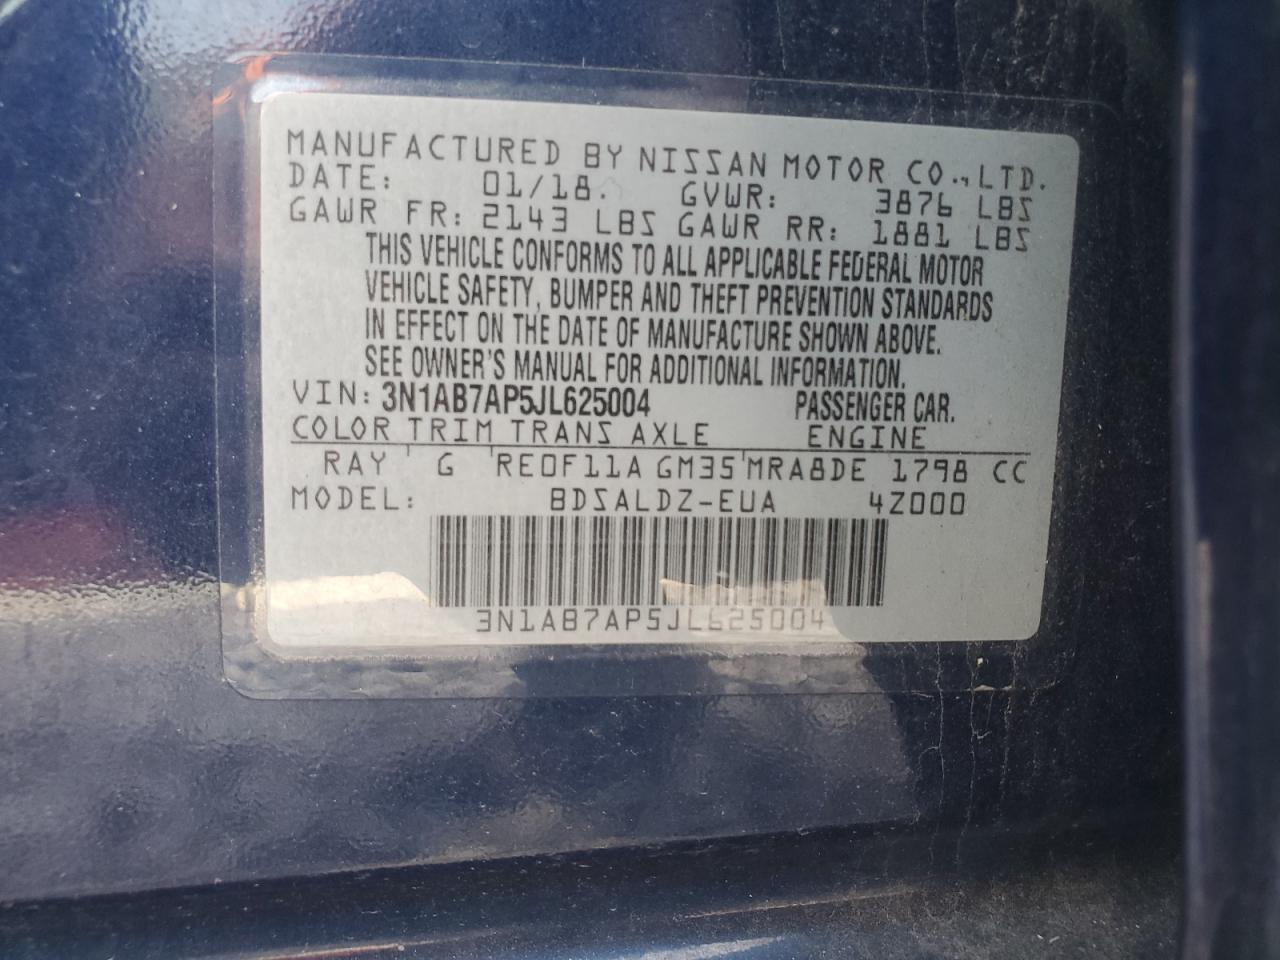 MANUFACTURED BY NISSAN MOTOR CO., LTD.
DATE: 01/18 GVWR: 3876 LBS
GAWR FR: 2143 LBS GAWR RR: 1881 LBS
THIS VEHICLE CONFORMS TO ALL APPLICABLE FEDERAL MOTOR
VEHICLE SAFETY, BUMPER AND THEFT PREVENTION STANDARDS
IN EFFECT ON THE DATE OF MANUFACTURE SHOWN ABOVE.
SEE OWNER'S MANUAL FOR ADDITIONAL INFORMATION.
VIN: 3N1AB7AP5JL625004 PASSENGER CAR.
COLOR TRIM TRANS AXLE ENGINE
RAY G RE0F11A GM35 MRA8DE 1798 CC
MODEL: BDSALDZ-EUA 4Z000
3N1AB7AP5JL625004